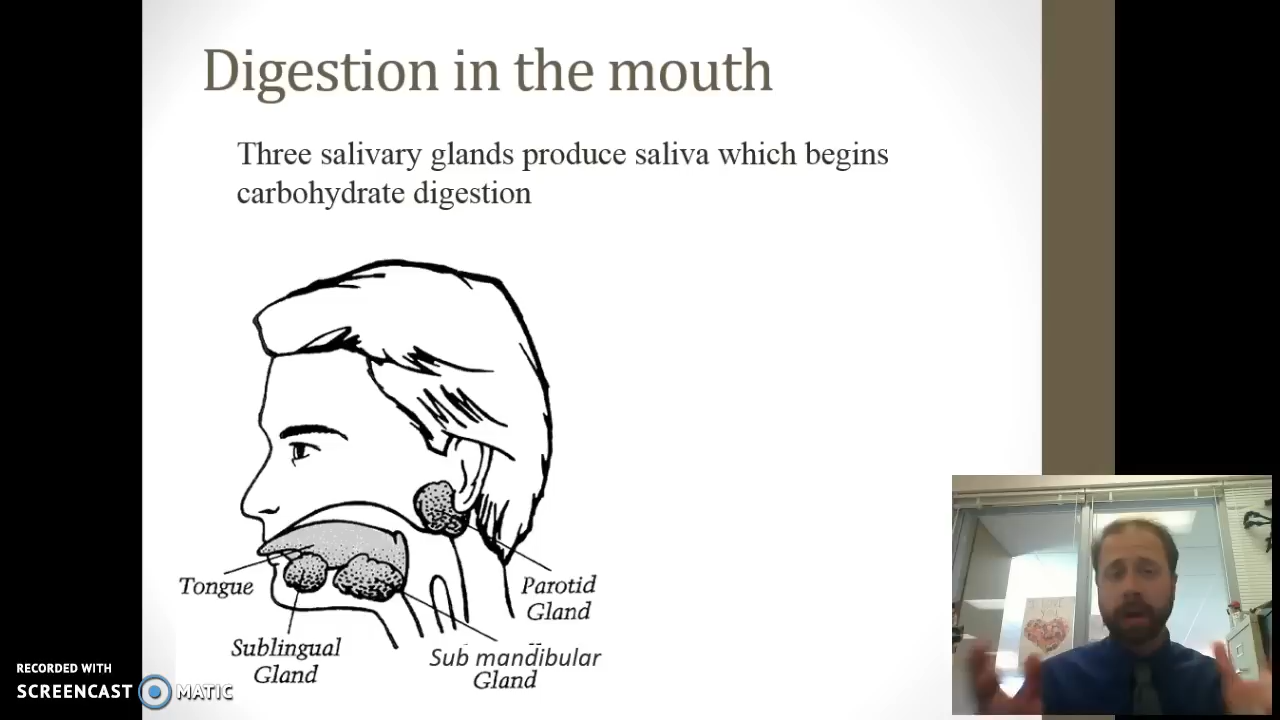 Digestion in the mouth
Three salivary glands produce saliva which begins
carbohydrate digestion
Tongue
Parotid
Gland
Sublingual
Gland
Sub mandibular
Gland
RECORDED WITH
SCREENCAST MATIC